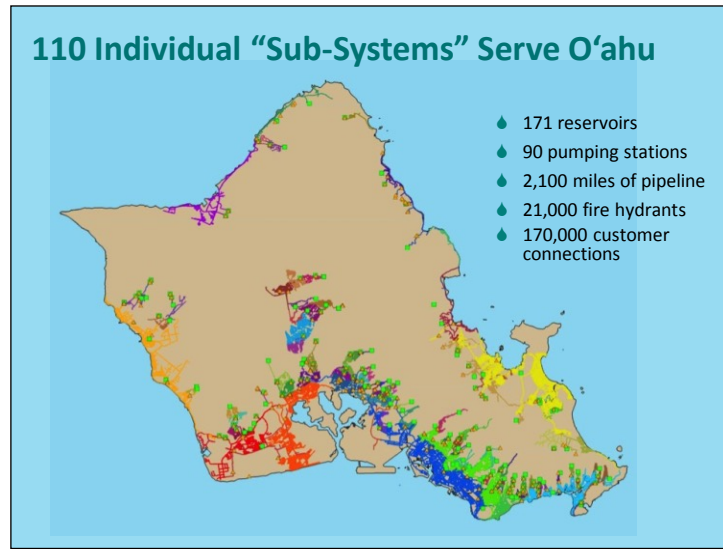 110 Individual “Sub-Systems” Serve O‘ahu
171 reservoirs
90 pumping stations
2,100 miles of pipeline
21,000 fire hydrants
170,000 customer
connections